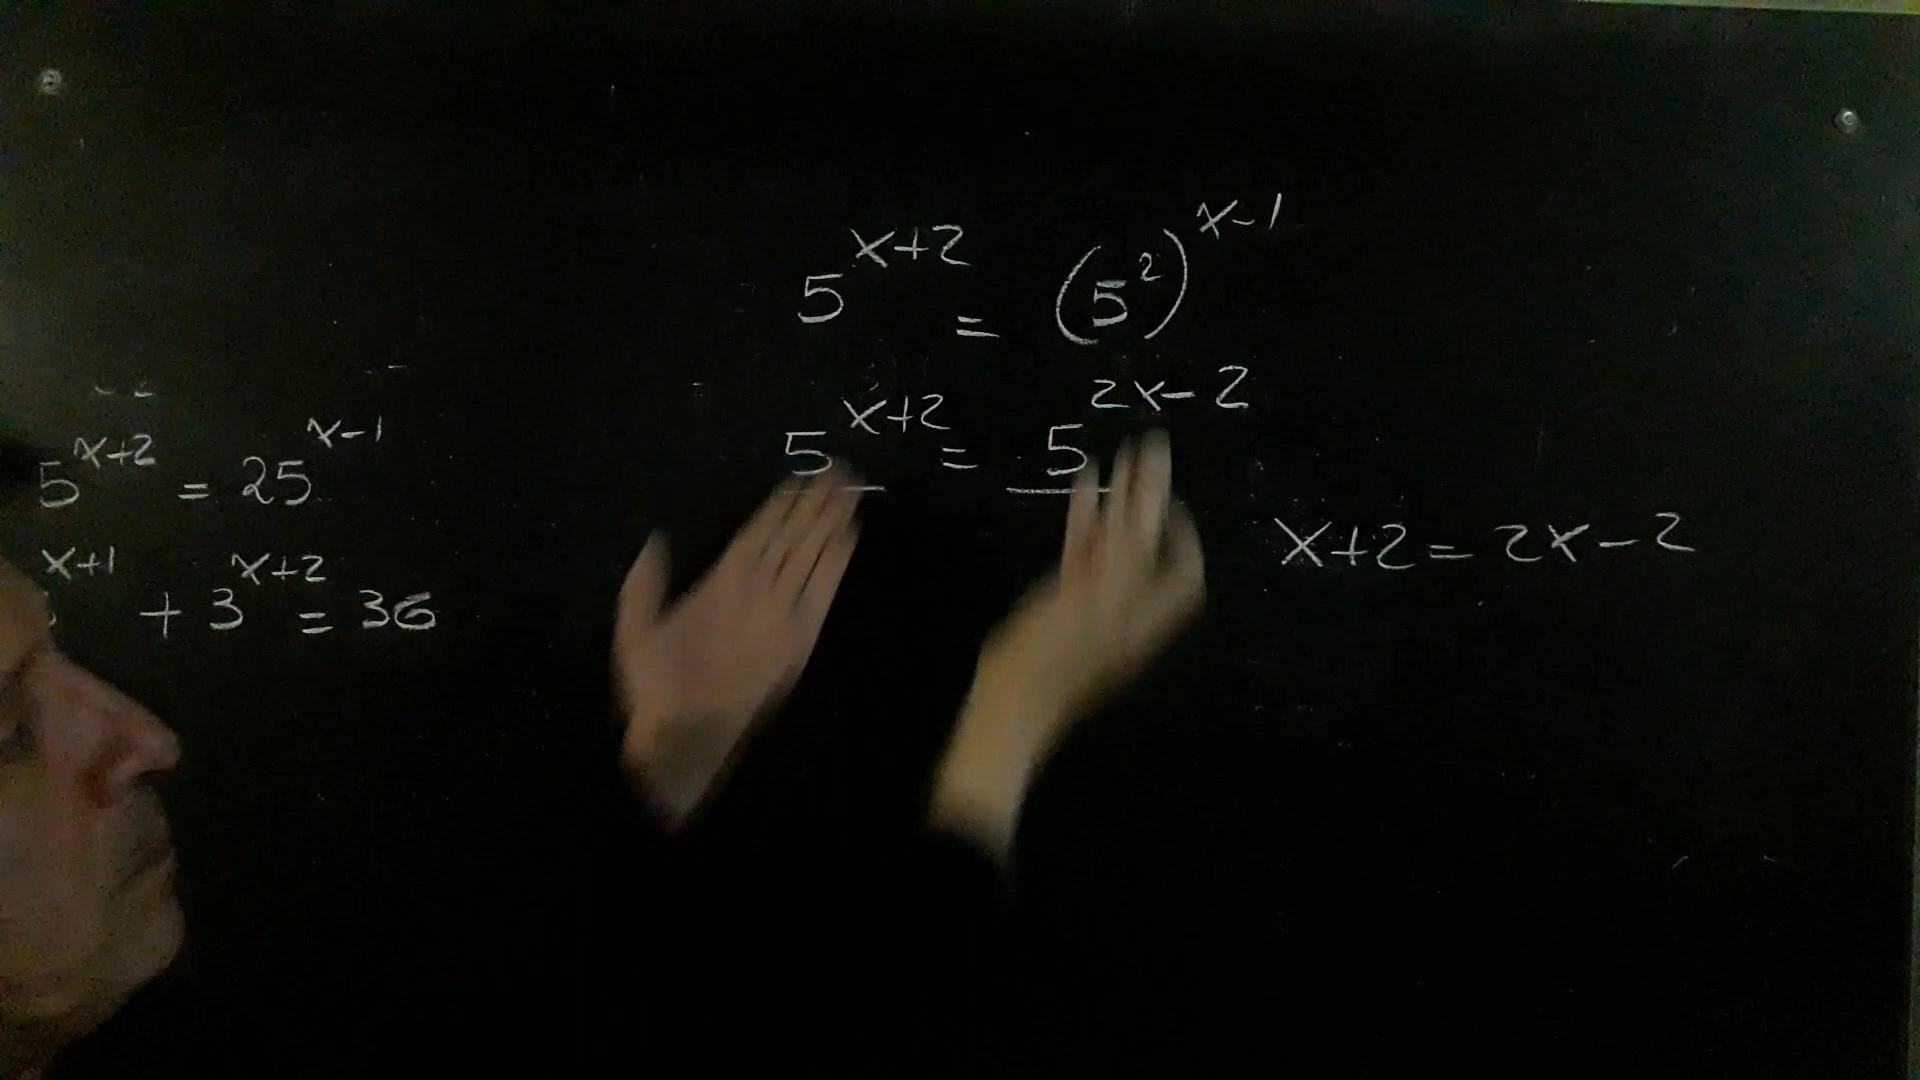 5^{x+2} = (5^2)^{x-1}
5^{x+2} = 5^{2x-2}
x+2=2x-2
5^{x+2} = 25^{x-1}
^{x+1} + 3^{x+2} = 36